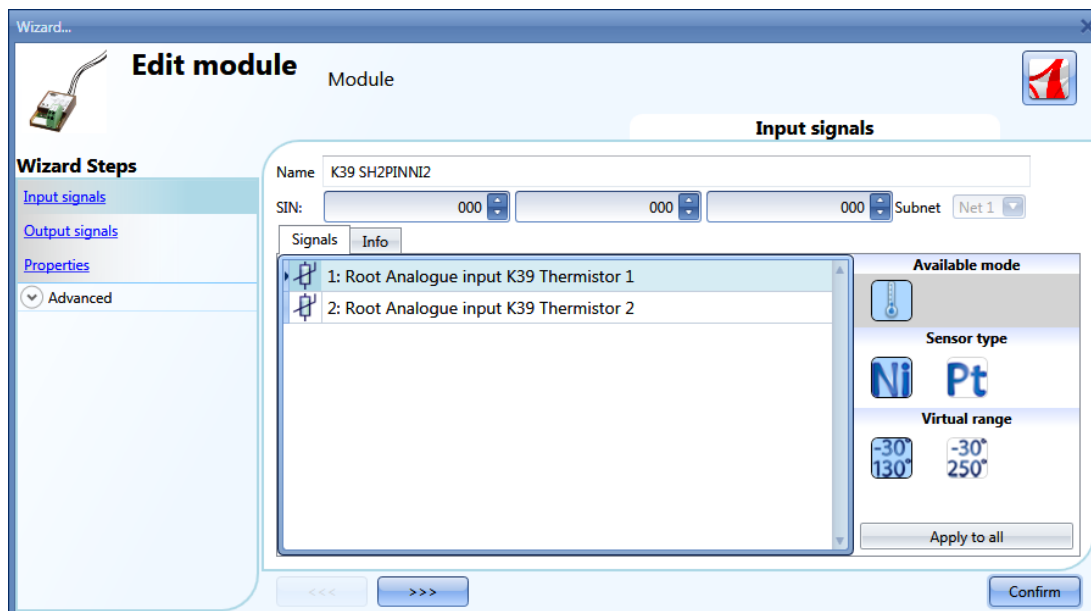 Wizard...
Edit module
Module
Input signals
Wizard Steps
Input signals
Output signals
Properties
Advanced
Name K39 SH2PINNI2
SIN: 000 000 000 Subnet Net 1
Signals Info
1: Root Analogue input K39 Thermistor 1
2: Root Analogue input K39 Thermistor 2
Available mode
Sensor type
Ni Pt
Virtual range
-30° -30°
130° 250°
Apply to all
<<< >>> Confirm